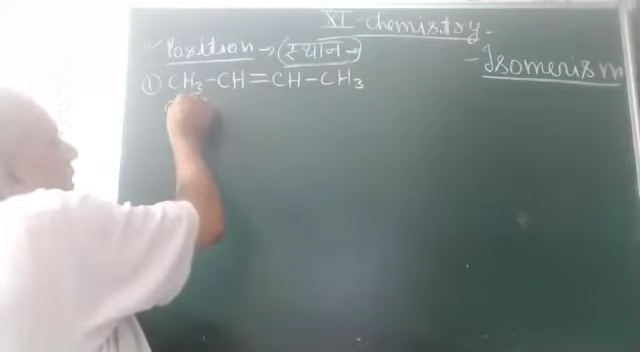 XI - chemistry.
- Isomerism
Position → (स्थान -)
① CH₃-CH=CH-CH₃